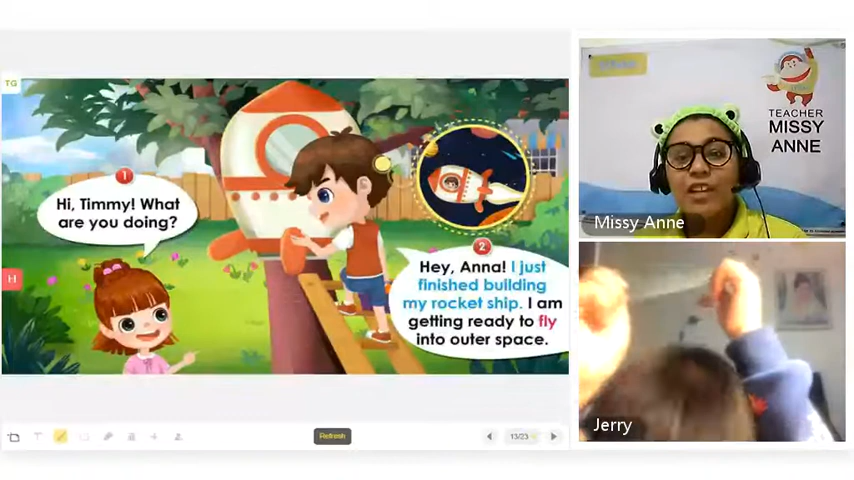 TG
1
Hi, Timmy! What
are you doing?
2
Hey, Anna! I just
finished building
my rocket ship. I am
getting ready to fly
into outer space.
H
Refresh
13/23
TEACHER
MISSY
ANNE
Missy Anne
Jerry